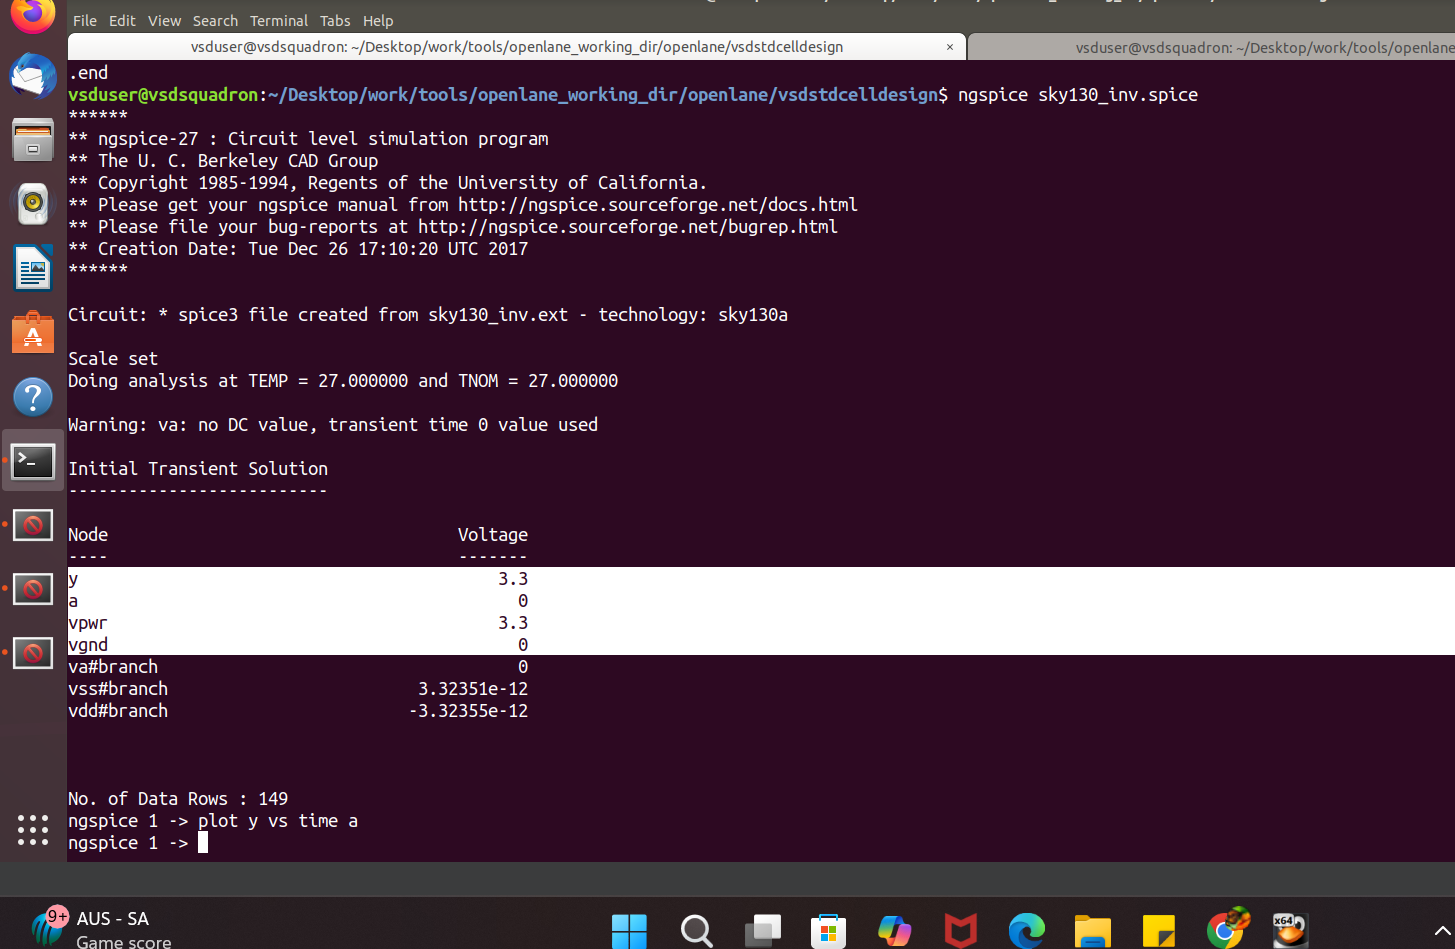 File Edit View Search Terminal Tabs Help
vsduser@vsdsquadron: ~/Desktop/work/tools/openlane_working_dir/openlane/vsdstdcelldesign × vsduser@vsdsquadron: ~/Desktop/work/tools/openlane
.end
vsduser@vsdsquadron:~/Desktop/work/tools/openlane_working_dir/openlane/vsdstdcelldesign$ ngspice sky130_inv.spice
******
** ngspice-27 : Circuit level simulation program
** The U. C. Berkeley CAD Group
** Copyright 1985-1994, Regents of the University of California.
** Please get your ngspice manual from http://ngspice.sourceforge.net/docs.html
** Please file your bug-reports at http://ngspice.sourceforge.net/bugrep.html
** Creation Date: Tue Dec 26 17:10:20 UTC 2017
******
Circuit: * spice3 file created from sky130_inv.ext - technology: sky130a
Scale set
Doing analysis at TEMP = 27.000000 and TNOM = 27.000000
Warning: va: no DC value, transient time 0 value used
Initial Transient Solution
--------------------------
Node Voltage
---- -------
y 3.3
a 0
vpwr 3.3
vgnd 0
va#branch 0
vss#branch 3.32351e-12
vdd#branch -3.32355e-12
No. of Data Rows : 149
ngspice 1 -> plot y vs time a
ngspice 1 ->
9+ AUS - SA
Game score
x64